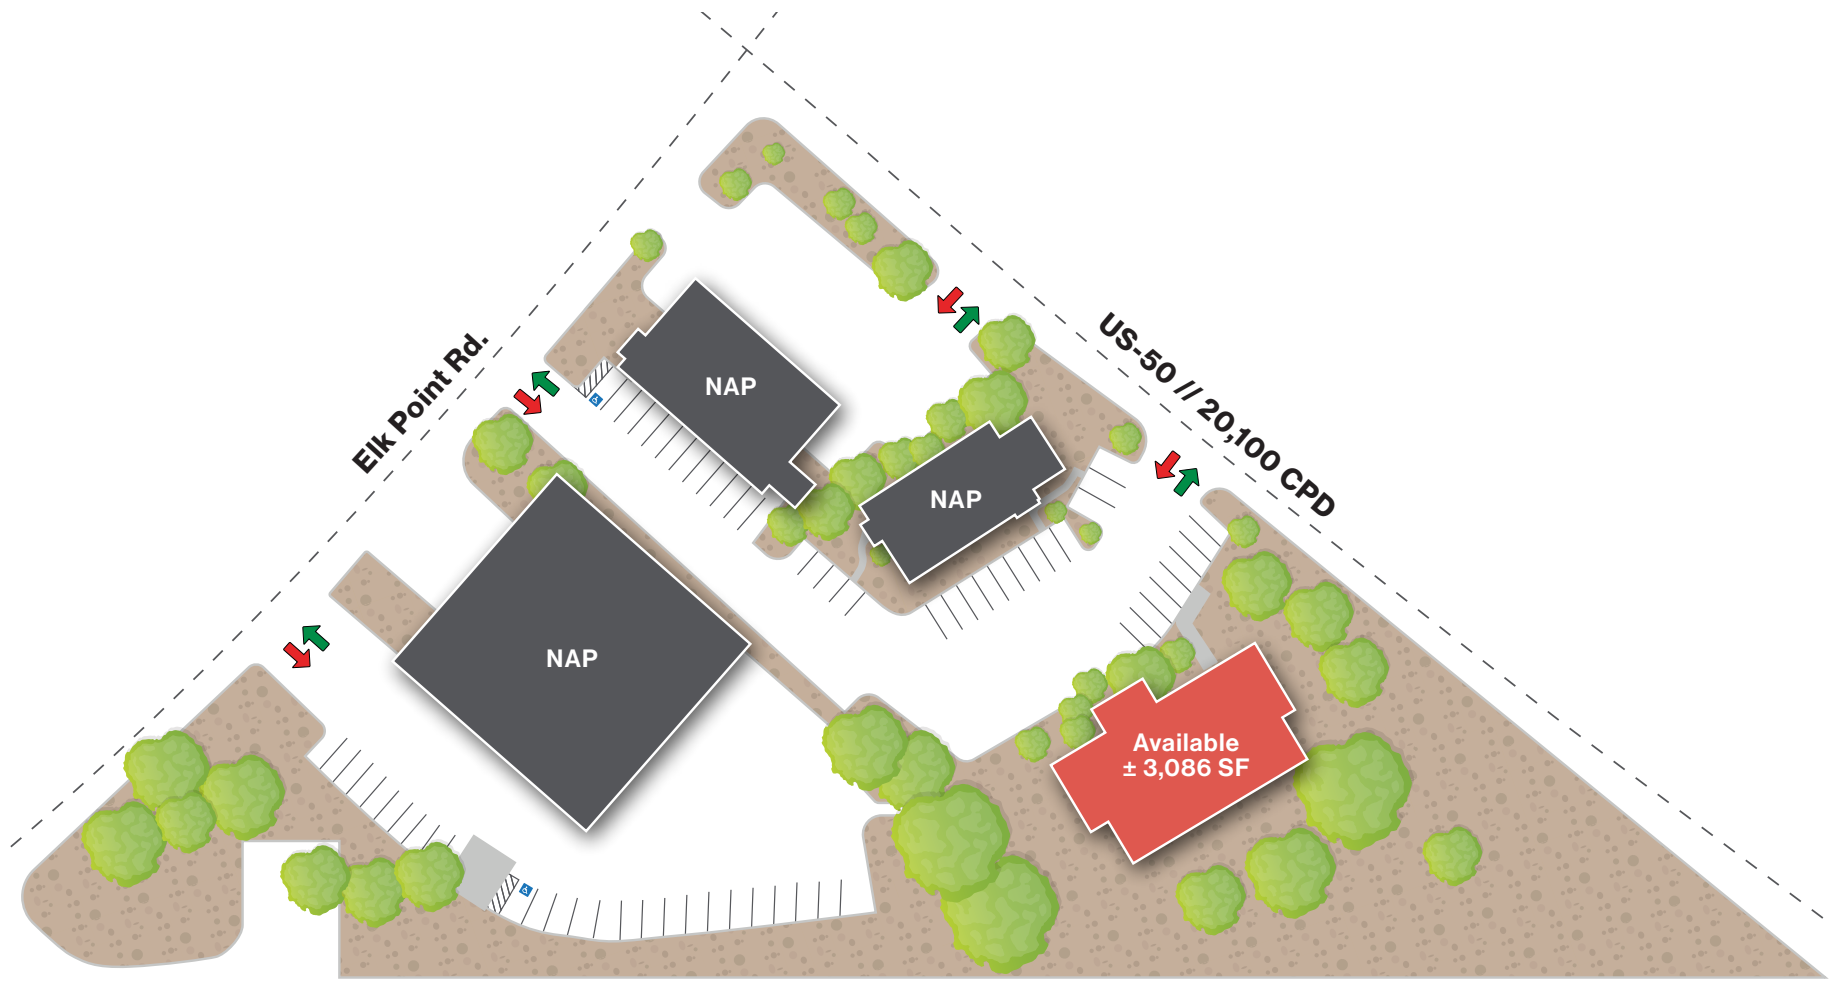 Elk Point Rd.
US-50 // 20,100 CPD
NAP
NAP
NAP
Available
± 3,086 SF